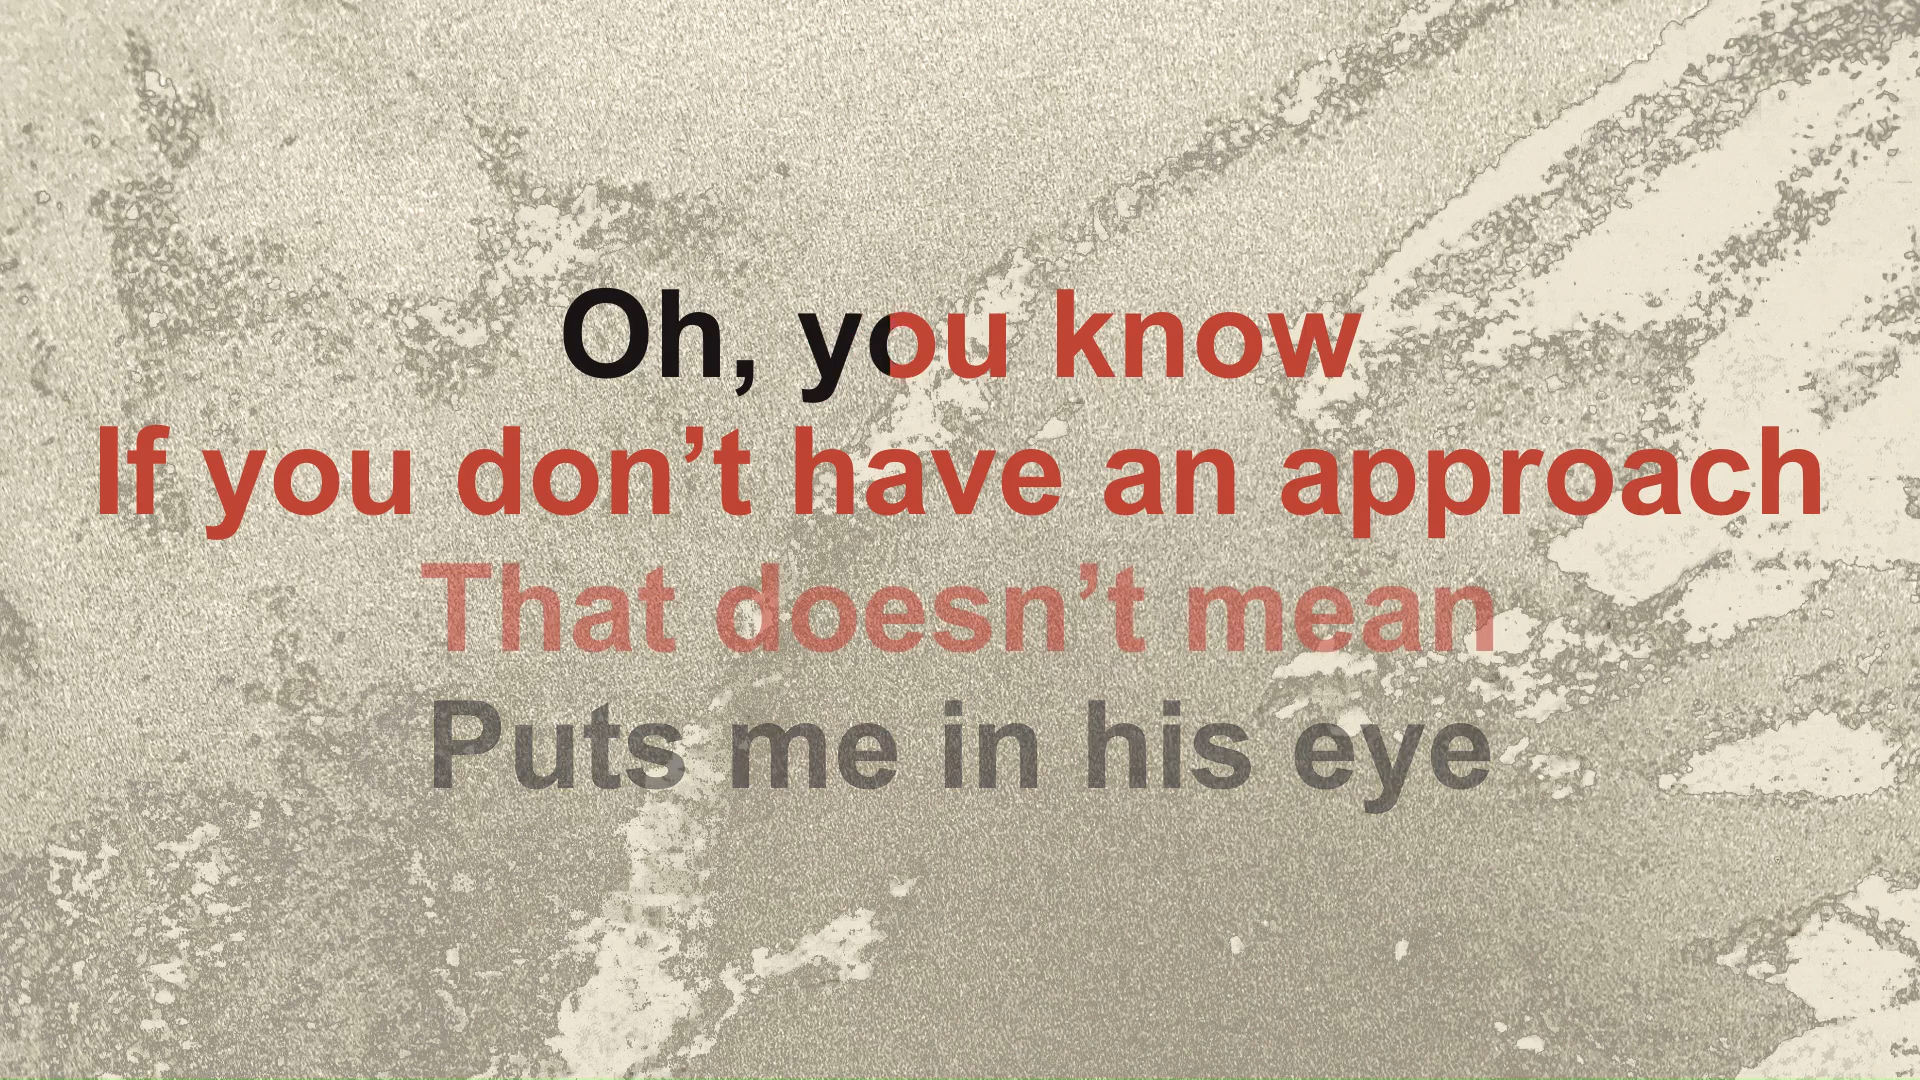 Oh, you know
If you don’t have an approach
That doesn’t mean
Puts me in his eye